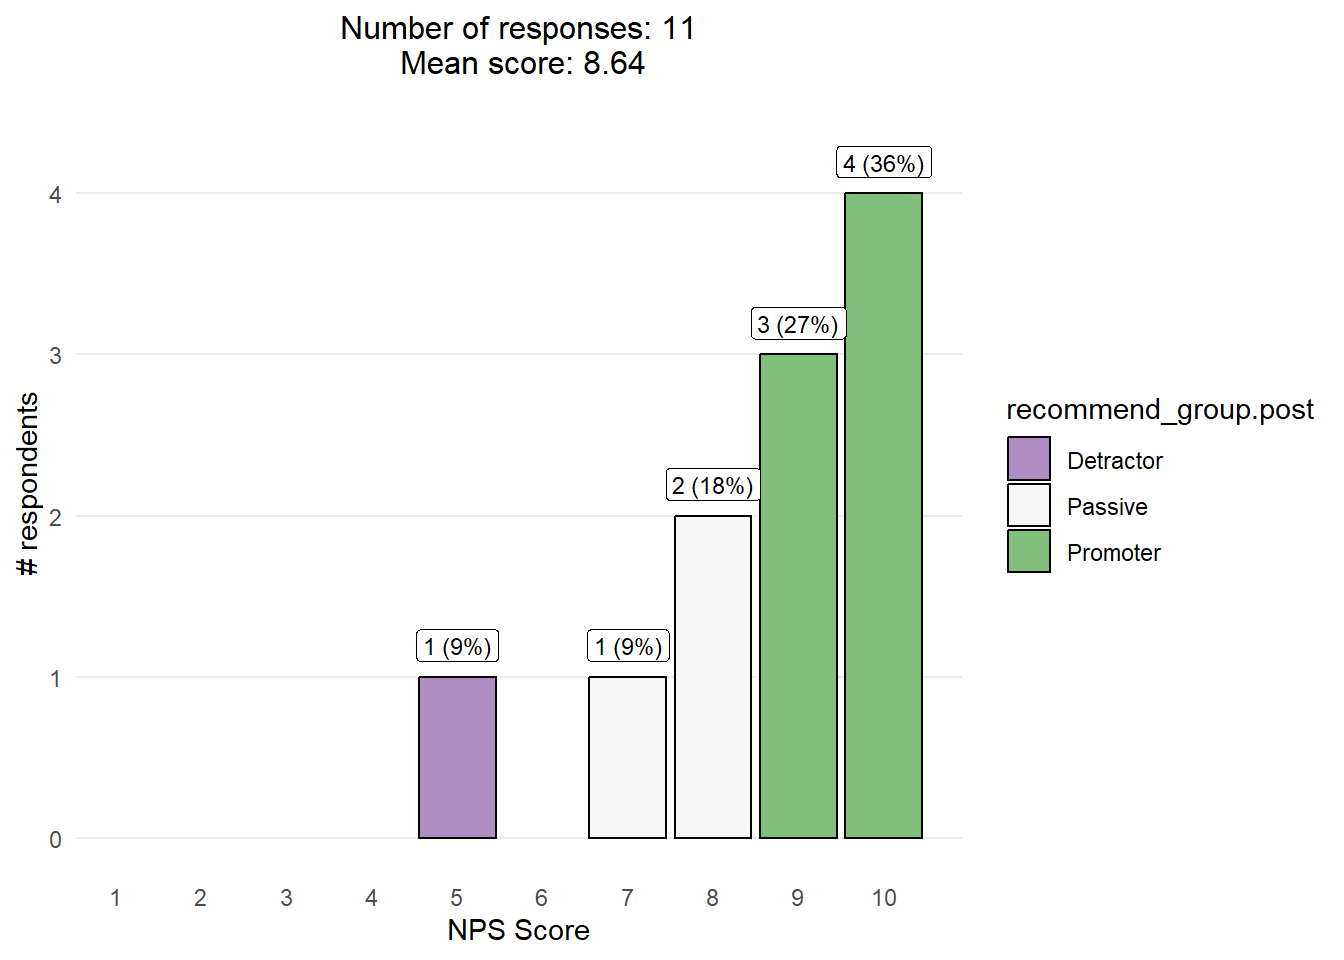 Number of responses: 11
Mean score: 8.64
4 (36%)
3 (27%)
2 (18%)
1 (9%)
1 (9%)
4
3
2
1
0
# respondents
1 2 3 4 5 6 7 8 9 10
NPS Score
recommend_group.post
Detractor
Passive
Promoter